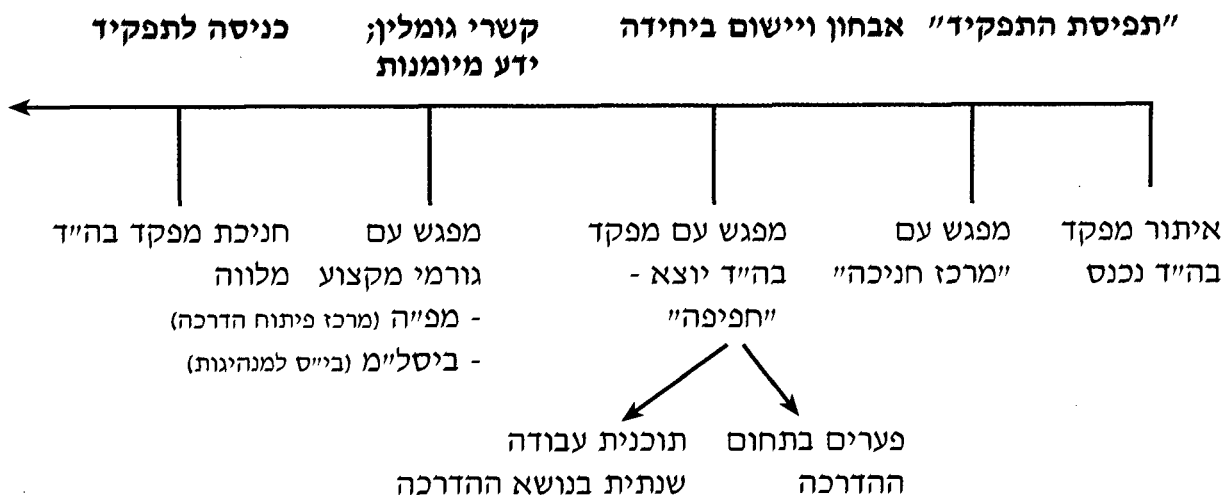 "תפיסת התפקיד" אבחון ויישום ביחידה קשרי גומלין; כניסה לתפקיד
ידע מיומנות
איתור מפקד מפגש עם מפגש עם מפקד מפגש עם חניכת מפקד בה"ד
בה"ד נכנס "מרכז חניכה" בה"ד יוצא - גורמי מקצוע מלווה
"חפיפה" - מפ"ה (מרכז פיתוח הדרכה)
- ביסל"מ (בי"ס למנהיגות)
פערים בתחום תוכנית עבודה
ההדרכה שנתית בנושא ההדרכה